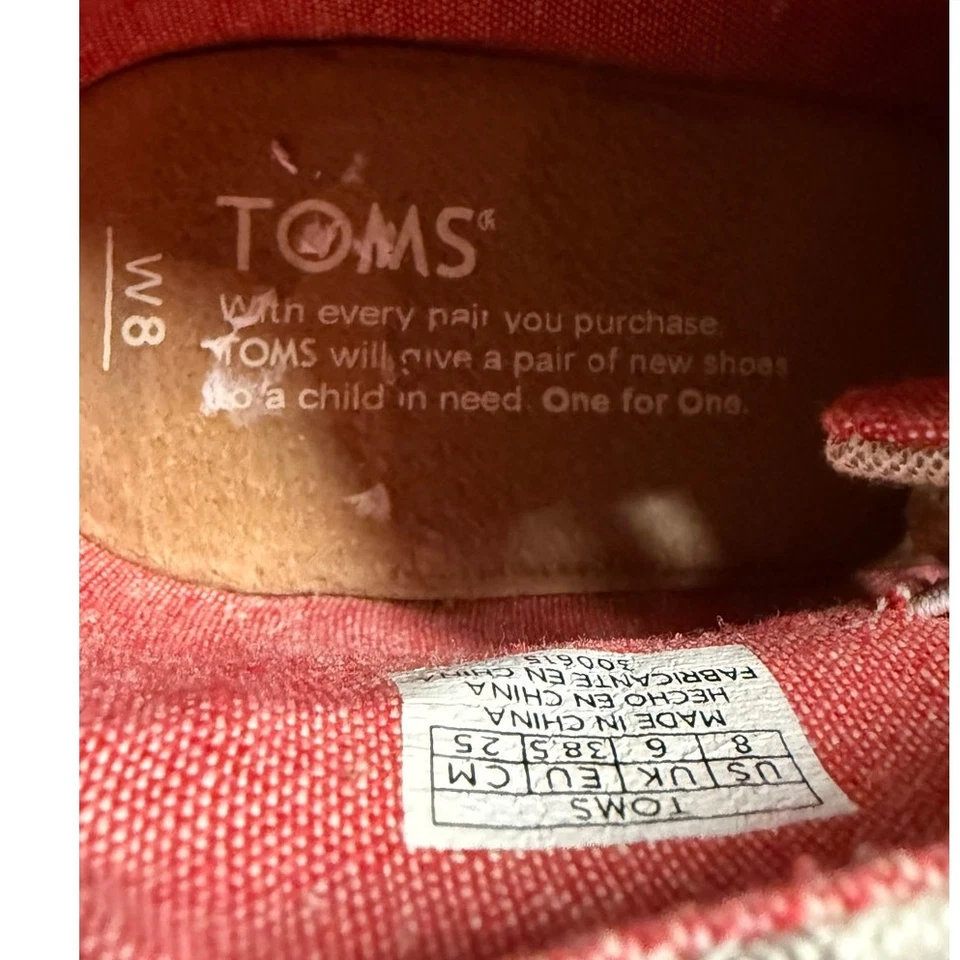 TOMS®
With every pair you purchase
TOMS will give a pair of new shoes
to a child in need. One for One.
W8
TOMS
US UK EU CM
8 6 38.5 25
MADE IN CHINA
HECHO EN CHINA
FABRICANTE EN CHINA
300615